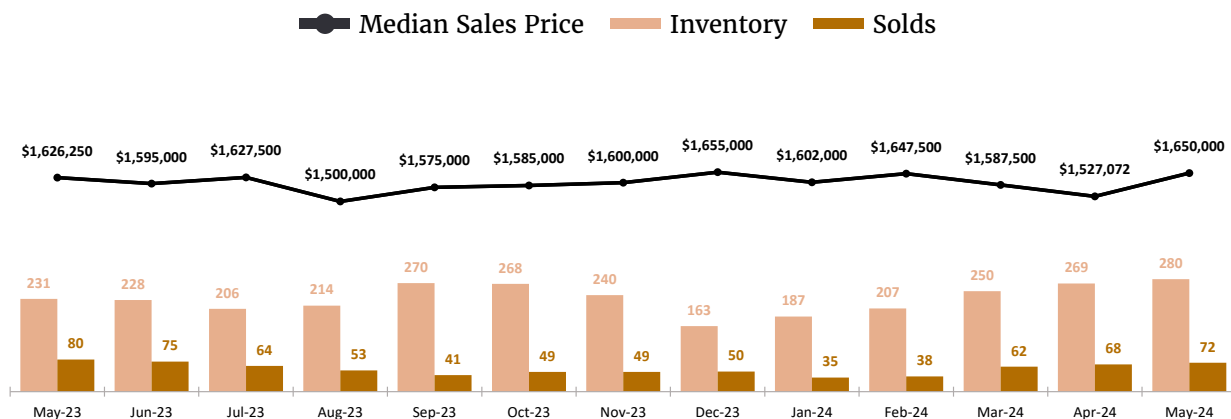 Median Sales Price Inventory Solds
$1,626,250 $1,595,000 $1,627,500 $1,500,000 $1,575,000 $1,585,000 $1,600,000 $1,655,000 $1,602,000 $1,647,500 $1,587,500 $1,527,072 $1,650,000
231 228 206 214 270 268 240 163 187 207 250 269 280
80 75 64 53 41 49 49 50 35 38 62 68 72
May-23 Jun-23 Jul-23 Aug-23 Sep-23 Oct-23 Nov-23 Dec-23 Jan-24 Feb-24 Mar-24 Apr-24 May-24